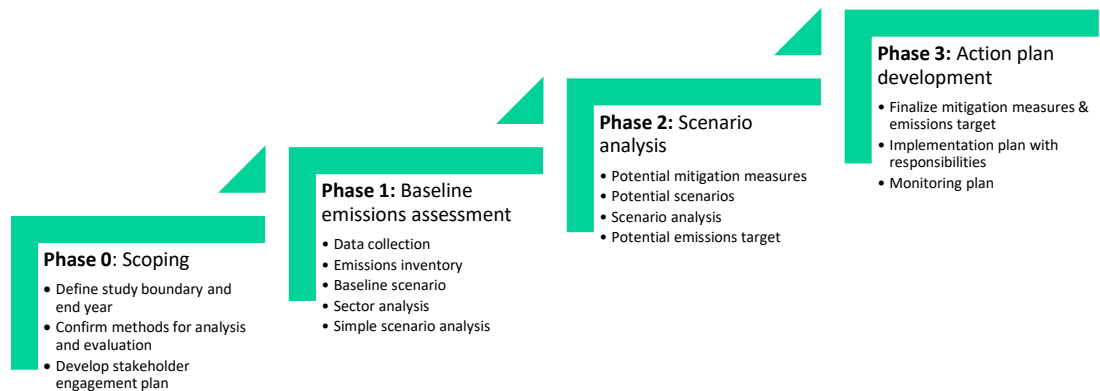 Phase 0: Scoping
• Define study boundary and
end year
• Confirm methods for analysis
and evaluation
• Develop stakeholder
engagement plan
Phase 1: Baseline
emissions assessment
• Data collection
• Emissions inventory
• Baseline scenario
• Sector analysis
• Simple scenario analysis
Phase 2: Scenario
analysis
• Potential mitigation measures
• Potential scenarios
• Scenario analysis
• Potential emissions target
Phase 3: Action plan
development
• Finalize mitigation measures &
emissions target
• Implementation plan with
responsibilities
• Monitoring plan